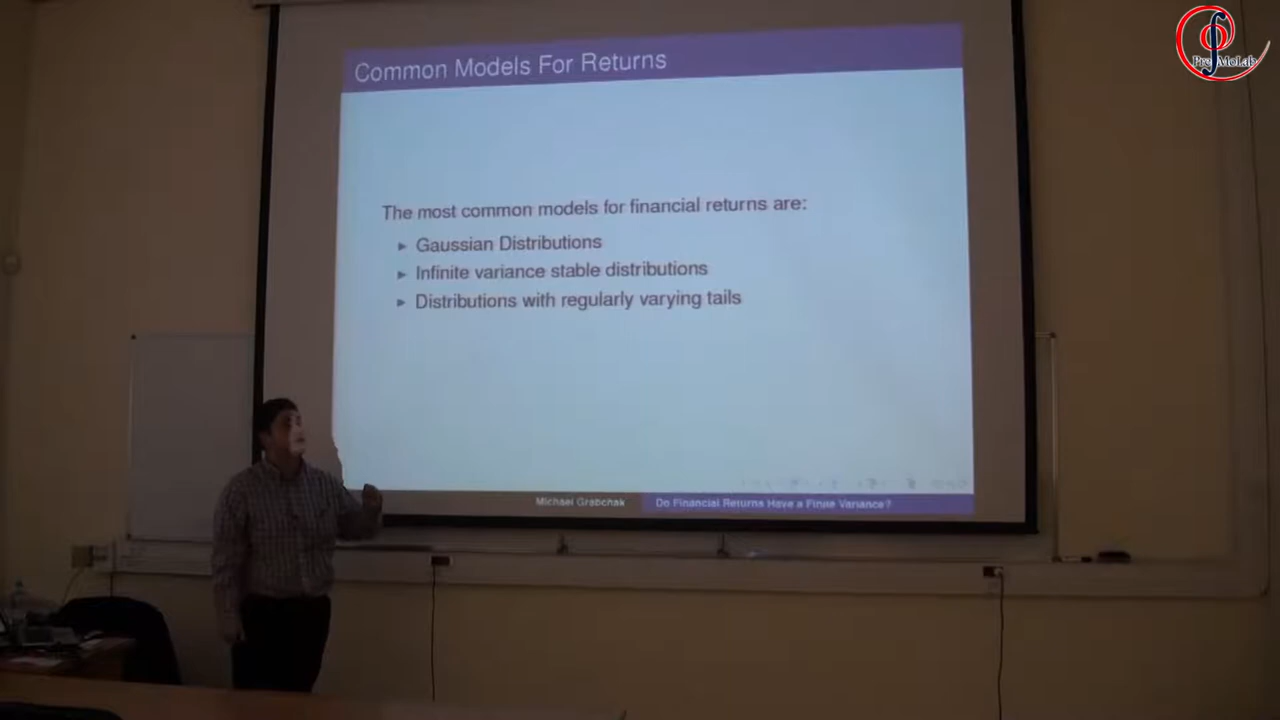 Common Models For Returns
The most common models for financial returns are:
Gaussian Distributions
Infinite variance stable distributions
Distributions with regularly varying tails
Michael Grabchak
Do Financial Returns Have a Finite Variance?
PreMoLab